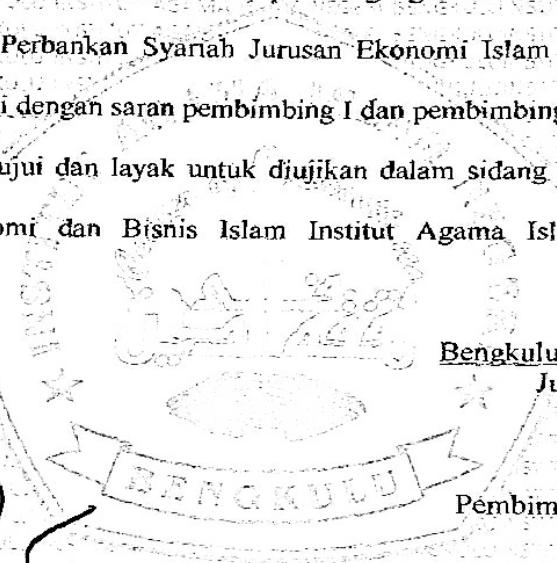 Perbankan Syariah Jurusan Ekonomi Islam
i dengan saran pembimbing I dan pembimbing
ujui dan layak untuk diujikan dalam sidang
omi dan Bisnis Islam Institut Agama Isl
Bengkulu
Ju
BENGKULU
Pembim